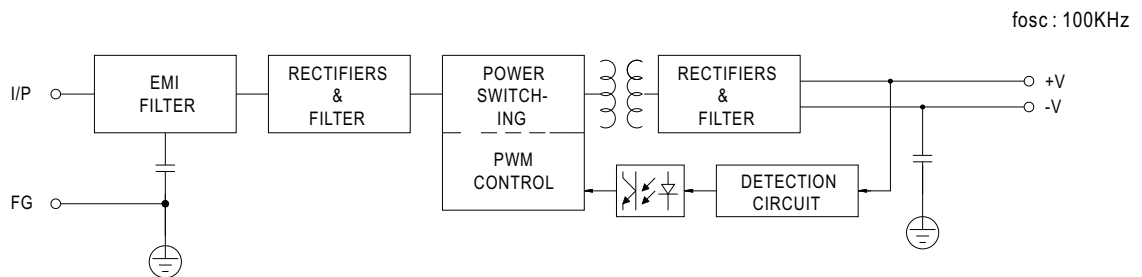 fosc : 100KHz
I/P
EMI
FILTER
RECTIFIERS
&
FILTER
POWER
SWITCH-
ING
PWM
CONTROL
RECTIFIERS
&
FILTER
+V
-V
DETECTION
CIRCUIT
FG